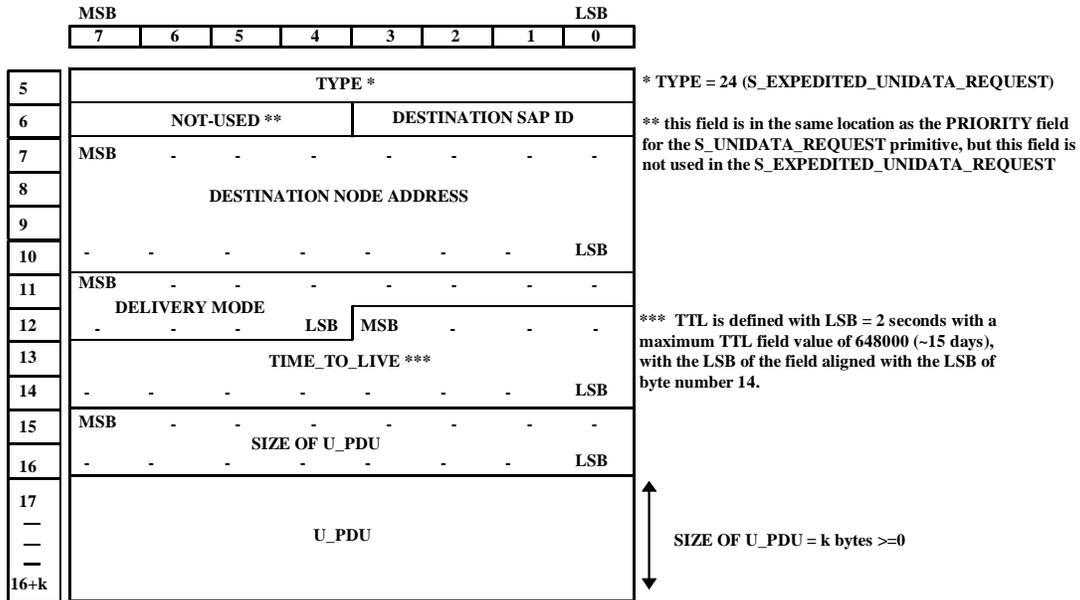 MSB LSB
7 6 5 4 3 2 1 0
5 TYPE * * TYPE = 24 (S_EXPEDITED_UNIDATA_REQUEST)
6 NOT-USED ** DESTINATION SAP ID
** this field is in the same location as the PRIORITY field
for the S_UNIDATA_REQUEST primitive, but this field is
not used in the S_EXPEDITED_UNIDATA_REQUEST
7 MSB - - - - - - -
8 DESTINATION NODE ADDRESS
9
10 - - - - - - - LSB
11 MSB - - - - - - -
DELIVERY MODE
12 - - - LSB MSB - - -
*** TTL is defined with LSB = 2 seconds with a
maximum TTL field value of 648000 (~15 days),
with the LSB of the field aligned with the LSB of
byte number 14.
13 TIME_TO_LIVE ***
14 - - - - - - - LSB
15 MSB - - - - - - -
SIZE OF U_PDU
16 - - - - - - - LSB
17
U_PDU
SIZE OF U_PDU = k bytes >=0
16+k